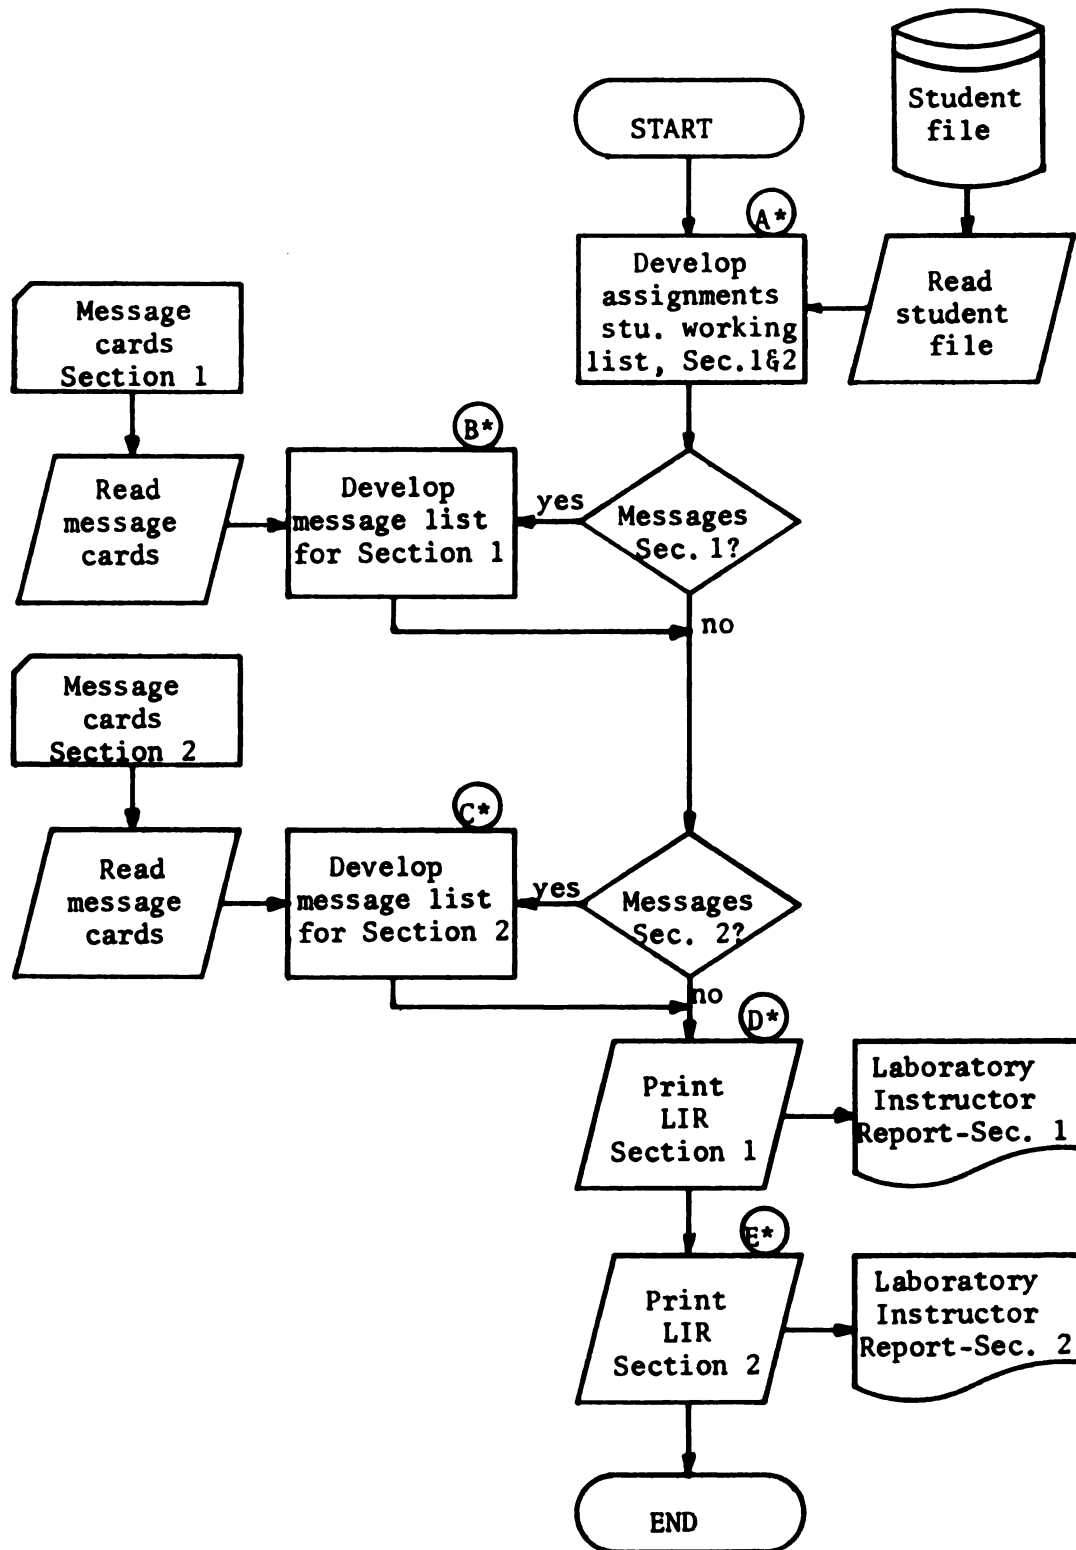 Student
file
START
A*
Develop
assignments
stu. working
list, Sec.1&2
Read
student
file
Message
cards
Section 1
B*
Read
message
cards
Develop
message list
for Section 1
yes
Messages
Sec. 1?
no
Message
cards
Section 2
C*
Read
message
cards
Develop
message list
for Section 2
yes
Messages
Sec. 2?
no
D*
Print
LIR
Section 1
Laboratory
Instructor
Report-Sec. 1
E*
Print
LIR
Section 2
Laboratory
Instructor
Report-Sec. 2
END